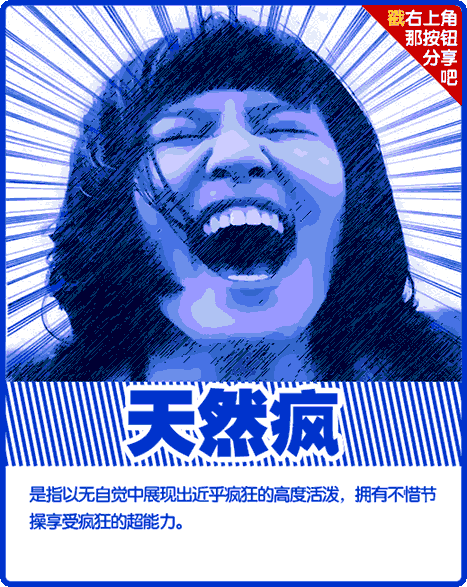 戳右上角
那按钮
分享
吧
天然疯
是指以无自觉中展现出近乎疯狂的高度活泼，拥有不惜节
操享受疯狂的超能力。